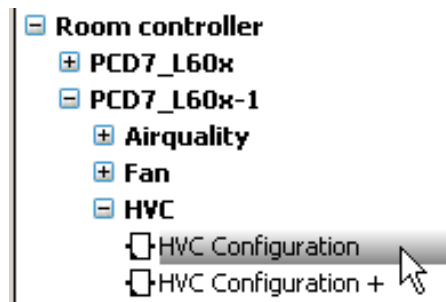 Room controller
PCD7_L60x
PCD7_L60x-1
Airquality
Fan
HVC
HVC Configuration
HVC Configuration +